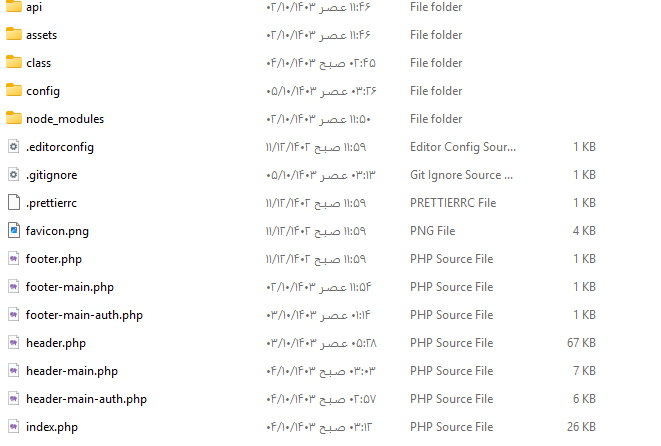 api ۰۲/۱۰/۱۴۰۳ عصر ۱۱:۴۶ File folder
assets ۰۲/۱۰/۱۴۰۳ عصر ۱۱:۴۶ File folder
class ۰۴/۱۰/۱۴۰۳ صبح ۰۲:۴۵ File folder
config ۰۵/۱۰/۱۴۰۳ عصر ۰۳:۲۶ File folder
node_modules ۰۲/۱۰/۱۴۰۳ عصر ۱۱:۵۰ File folder
.editorconfig ۱۱/۱۲/۱۴۰۲ صبح ۱۱:۵۹ Editor Config Sour... 1 KB
.gitignore ۰۵/۱۰/۱۴۰۳ عصر ۰۳:۱۳ Git Ignore Source ... 1 KB
.prettierrc ۱۱/۱۲/۱۴۰۲ صبح ۱۱:۵۹ PRETTIERRC File 1 KB
favicon.png ۱۱/۱۲/۱۴۰۲ صبح ۱۱:۵۹ PNG File 4 KB
footer.php ۱۱/۱۲/۱۴۰۲ صبح ۱۱:۵۹ PHP Source File 1 KB
footer-main.php ۰۲/۱۰/۱۴۰۳ عصر ۱۱:۵۴ PHP Source File 1 KB
footer-main-auth.php ۰۳/۱۰/۱۴۰۳ عصر ۰۱:۱۴ PHP Source File 1 KB
header.php ۰۳/۱۰/۱۴۰۳ عصر ۰۵:۲۸ PHP Source File 67 KB
header-main.php ۰۴/۱۰/۱۴۰۳ صبح ۰۳:۰۳ PHP Source File 7 KB
header-main-auth.php ۰۴/۱۰/۱۴۰۳ صبح ۰۲:۵۷ PHP Source File 6 KB
index.php ۰۴/۱۰/۱۴۰۳ صبح ۰۳:۱۲ PHP Source File 26 KB